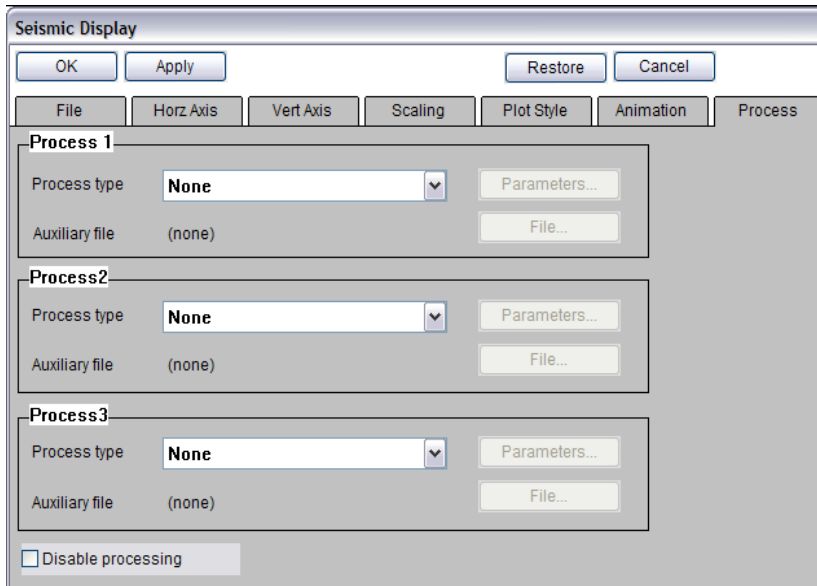 Seismic Display
OK Apply Restore Cancel
File Horz Axis Vert Axis Scaling Plot Style Animation Process
Process 1
Process type None Parameters...
Auxiliary file (none) File...
Process2
Process type None Parameters...
Auxiliary file (none) File...
Process3
Process type None Parameters...
Auxiliary file (none) File...
Disable processing